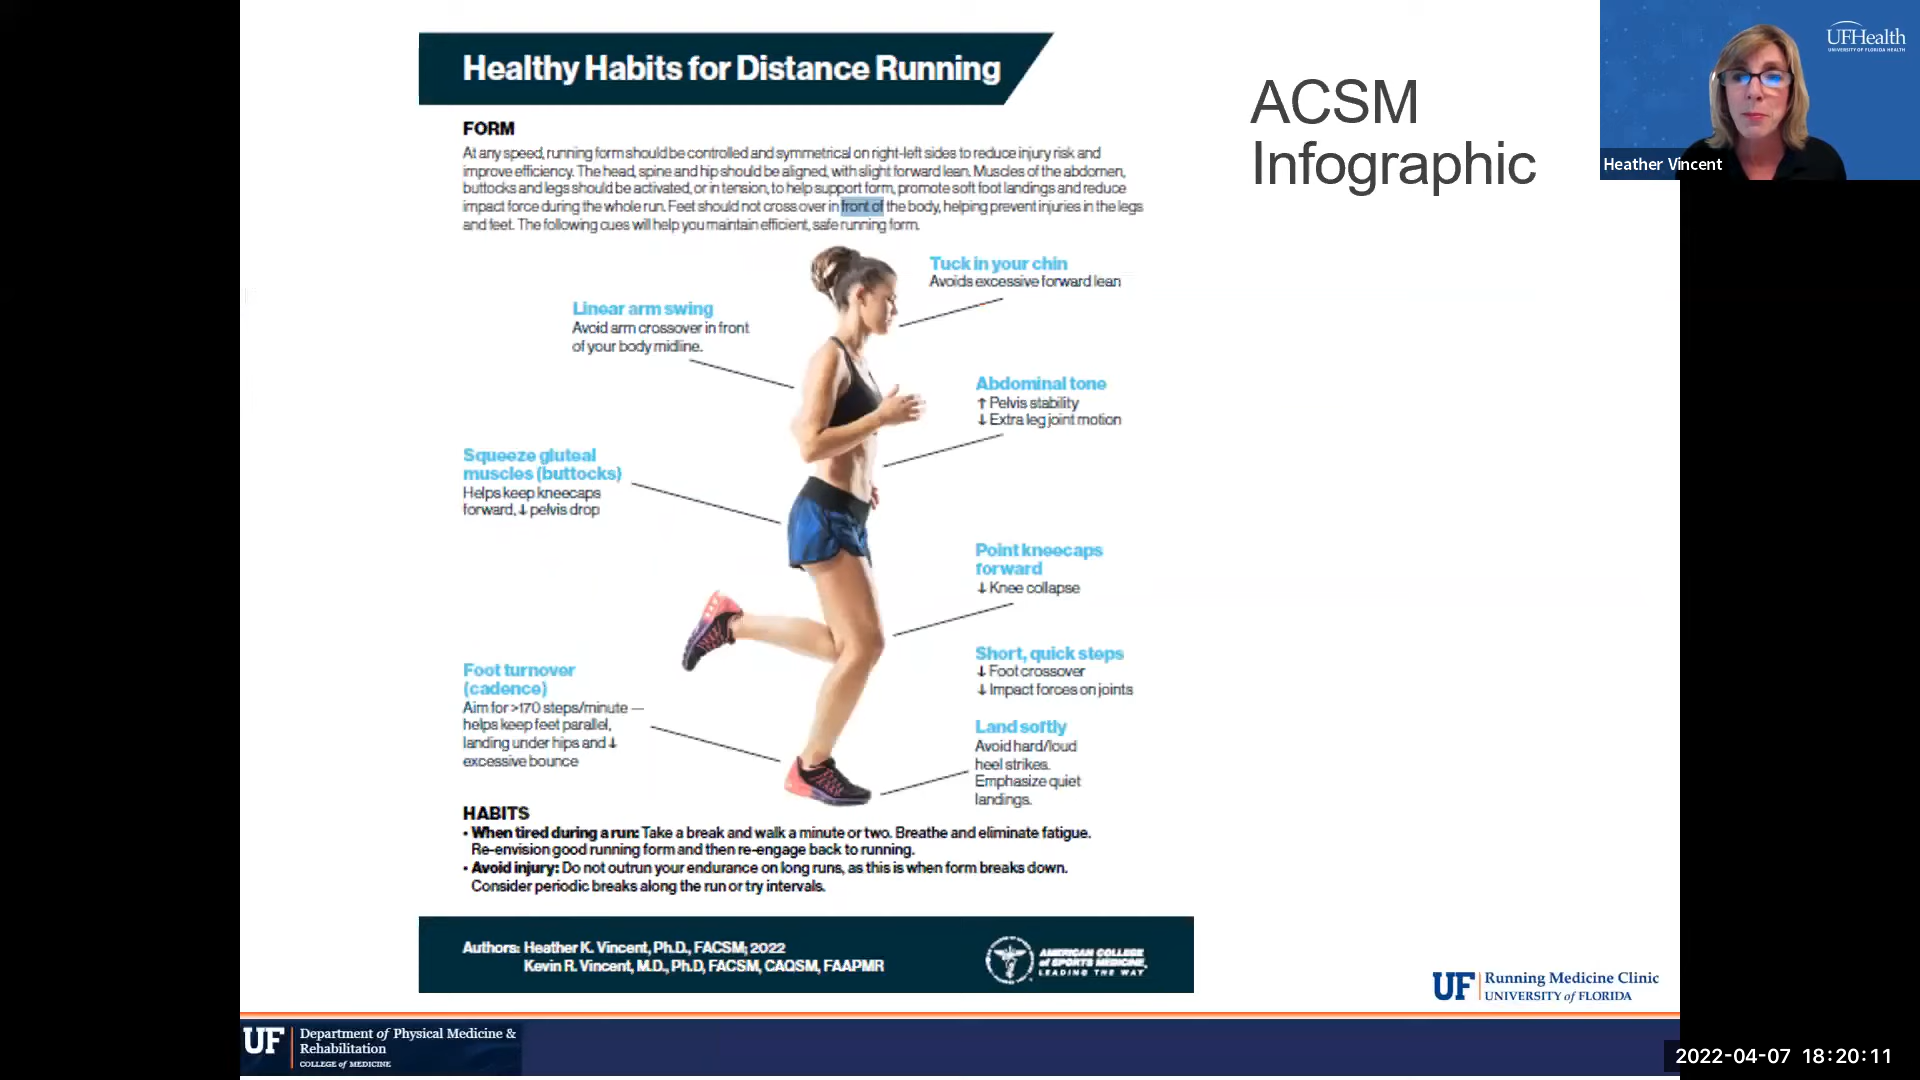 Healthy Habits for Distance Running
FORM
At any speed, running form should be controlled and symmetrical on right-left sides to reduce injury risk and
improve efficiency. The head, spine and hip should be aligned, with slight forward lean. Muscles of the abdomen,
buttocks and legs should be activated, or in tension, to help support form, promote soft foot landings and reduce
impact force during the whole run. Feet should not cross over in front of the body, helping prevent injuries in the legs
and feet. The following cues will help you maintain efficient, safe running form.
Tuck in your chin
Avoids excessive forward lean
Linear arm swing
Avoid arm crossover in front
of your body midline.
Abdominal tone
↑ Pelvis stability
↓ Extra leg joint motion
Squeeze gluteal
muscles (buttocks)
Helps keep kneecaps
forward, ↓ pelvis drop
Point kneecaps
forward
↓ Knee collapse
Short, quick steps
↓ Foot crossover
↓ Impact forces on joints
Foot turnover
(cadence)
Aim for >170 steps/minute —
helps keep feet parallel,
landing under hips and ↓
excessive bounce
Land softly
Avoid hard/loud
heel strikes.
Emphasize quiet
landings.
HABITS
• When tired during a run: Take a break and walk a minute or two. Breathe and eliminate fatigue.
Re-envision good running form and then re-engage back to running.
• Avoid injury: Do not outrun your endurance on long runs, as this is when form breaks down.
Consider periodic breaks along the run or try intervals.
Authors: Heather K. Vincent, Ph.D., FACSM; 2022
Kevin R. Vincent, M.D., Ph.D, FACSM, CAQSM, FAAPMR
AMERICAN COLLEGE
of SPORTS MEDICINE
LEADING THE WAY
ACSM
Infographic
UFHealth
UNIVERSITY OF FLORIDA HEALTH
Heather Vincent
UF Running Medicine Clinic
UNIVERSITY of FLORIDA
UF Department of Physical Medicine &
Rehabilitation
COLLEGE of MEDICINE
2022-04-07 18:20:11